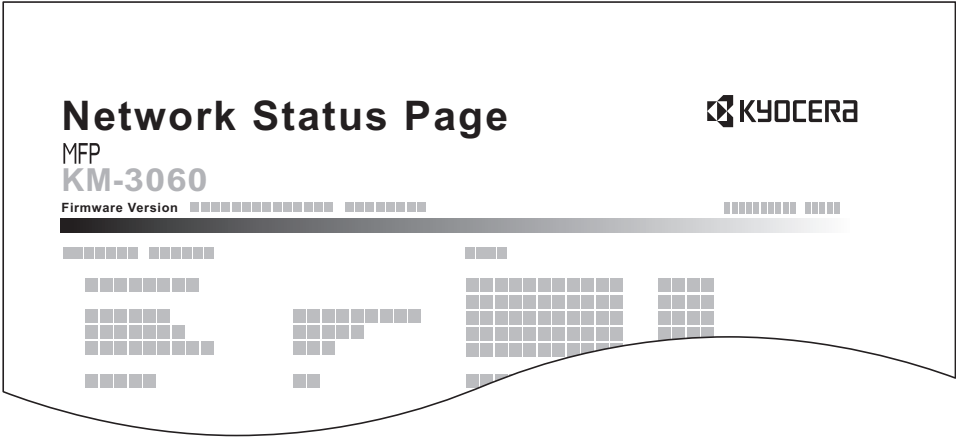 Network Status Page
KYOCERA
MFP
KM-3060
Firmware Version